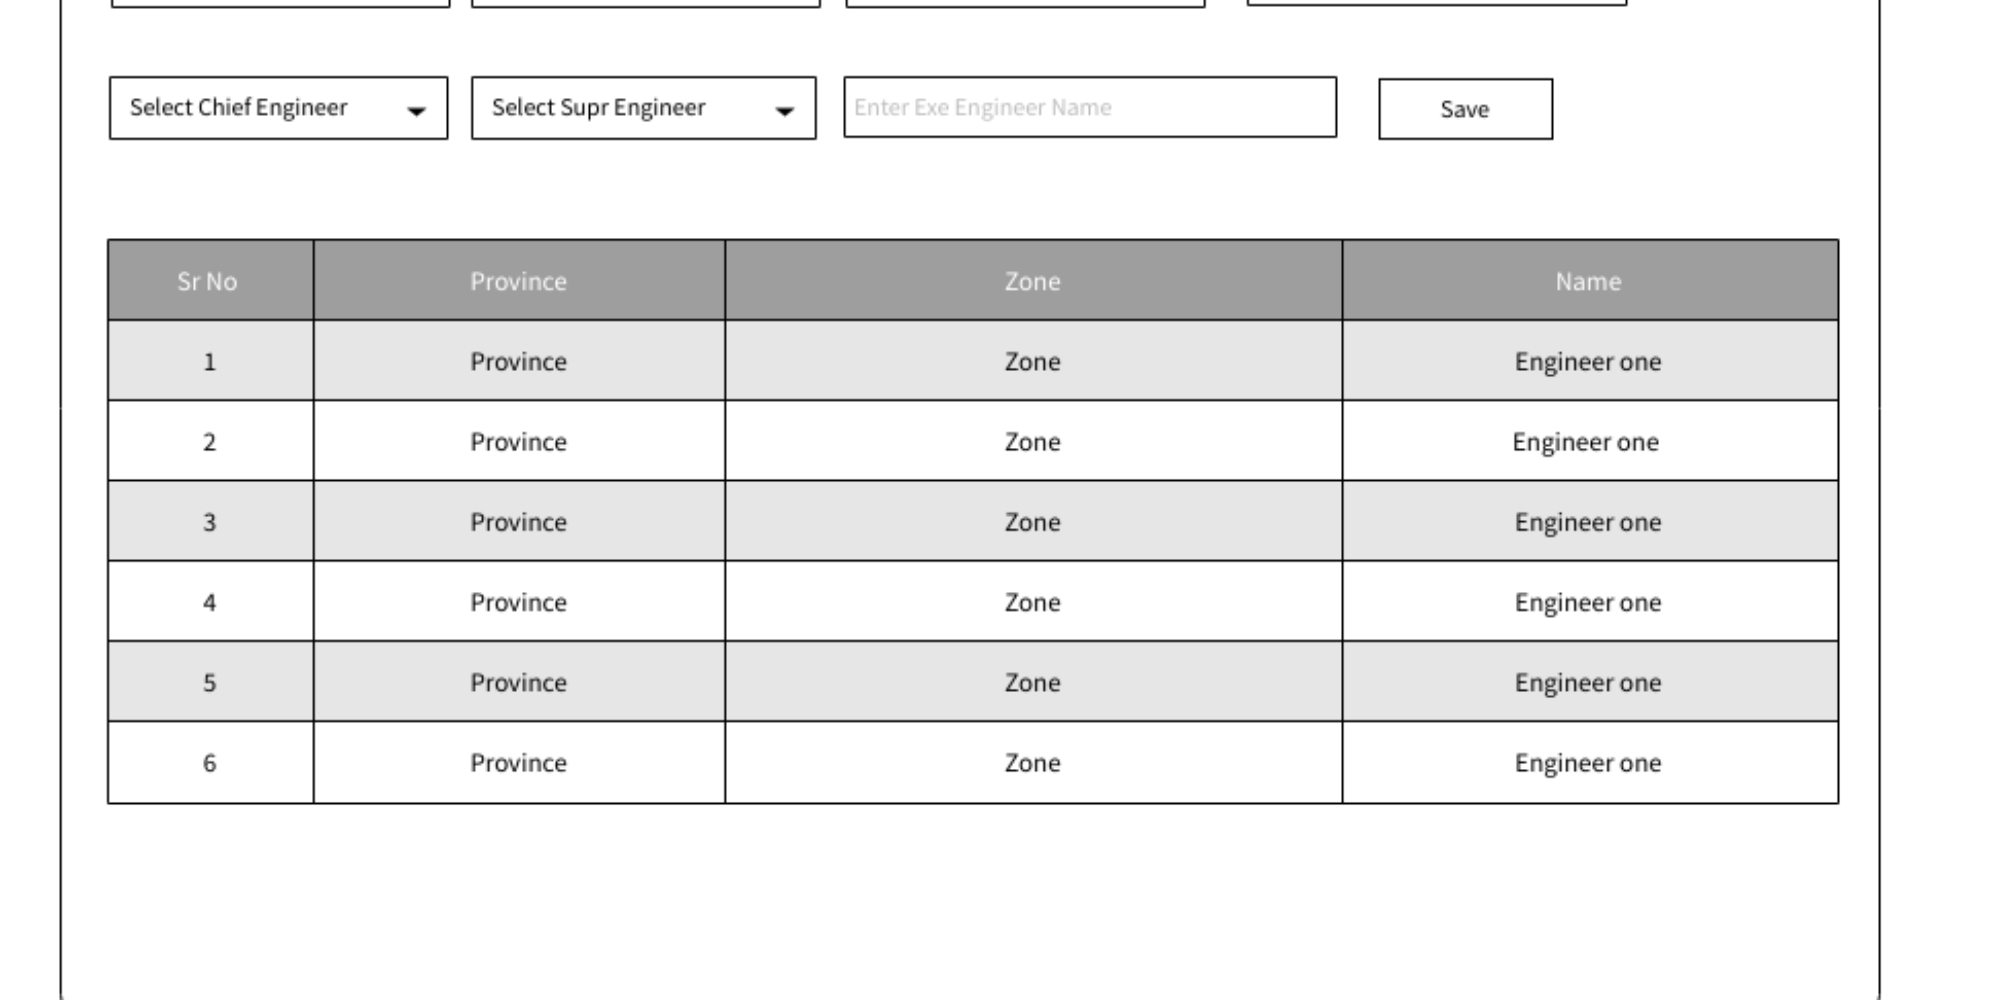 Select Chief Engineer Select Supr Engineer Enter Exe Engineer Name Save
Sr No Province Zone Name
1 Province Zone Engineer one
2 Province Zone Engineer one
3 Province Zone Engineer one
4 Province Zone Engineer one
5 Province Zone Engineer one
6 Province Zone Engineer one